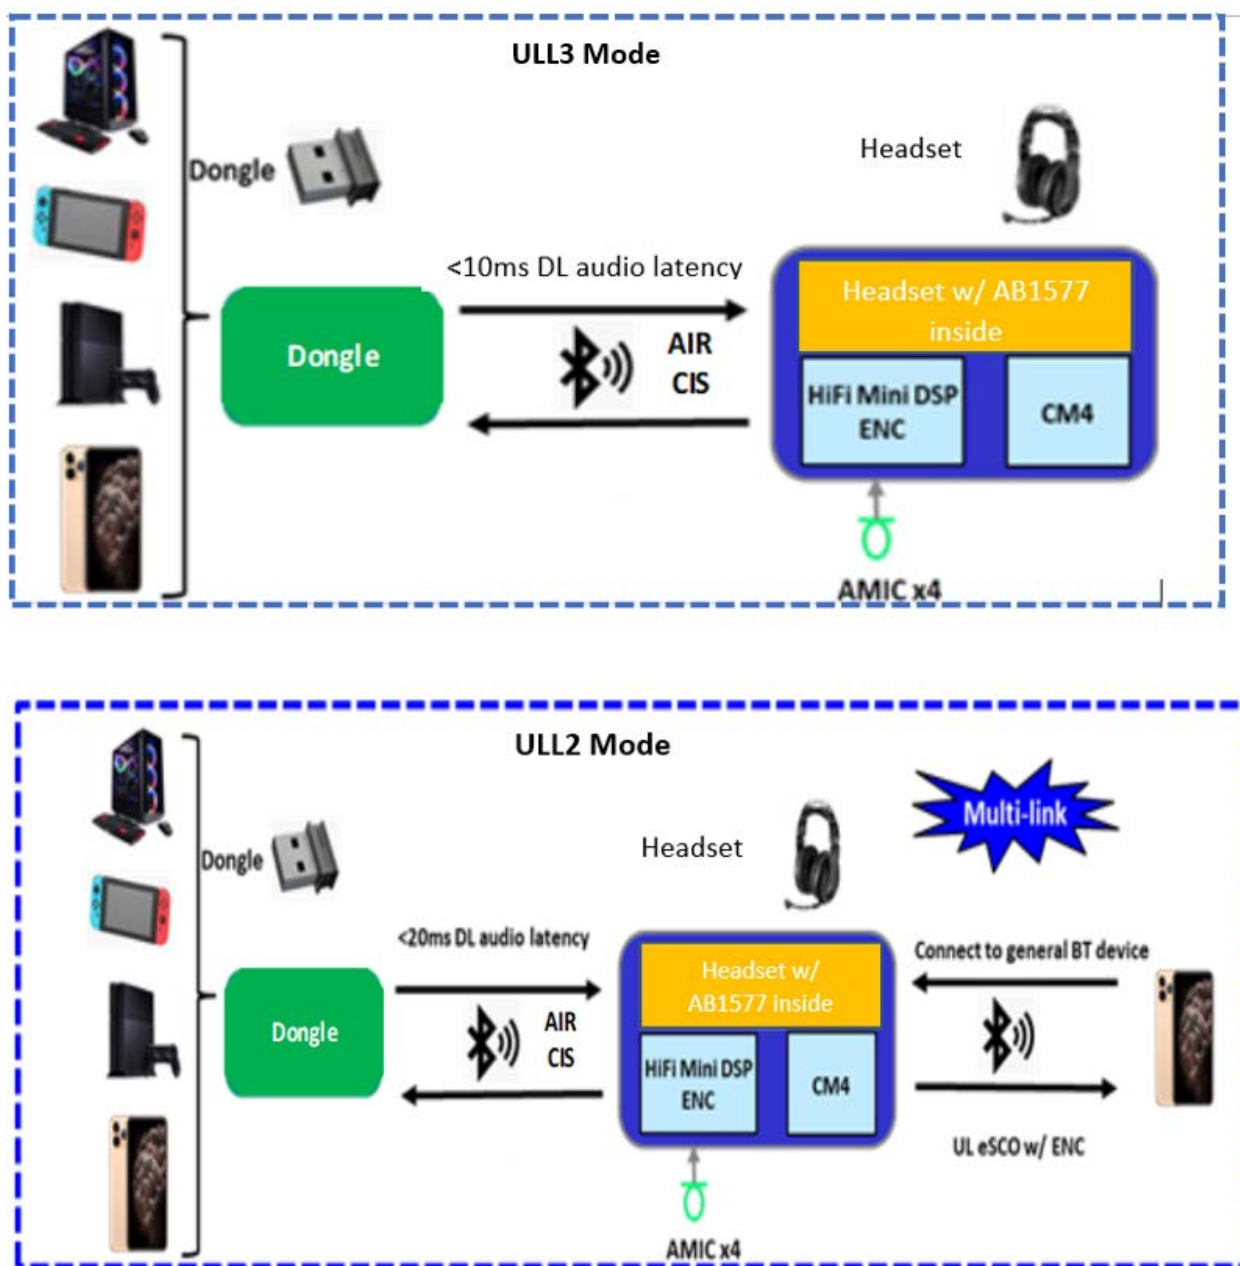 ULL3 Mode
Dongle
Headset
<10ms DL audio latency
Dongle
AIR
CIS
Headset w/ AB1577
inside
HiFi Mini DSP
ENC
CM4
AMIC x4
ULL2 Mode
Multi-link
Dongle
Headset
<20ms DL audio latency
Connect to general BT device
Dongle
AIR
CIS
Headset w/
AB1577 inside
HiFi Mini DSP
ENC
CM4
UL eSCO w/ ENC
AMIC x4